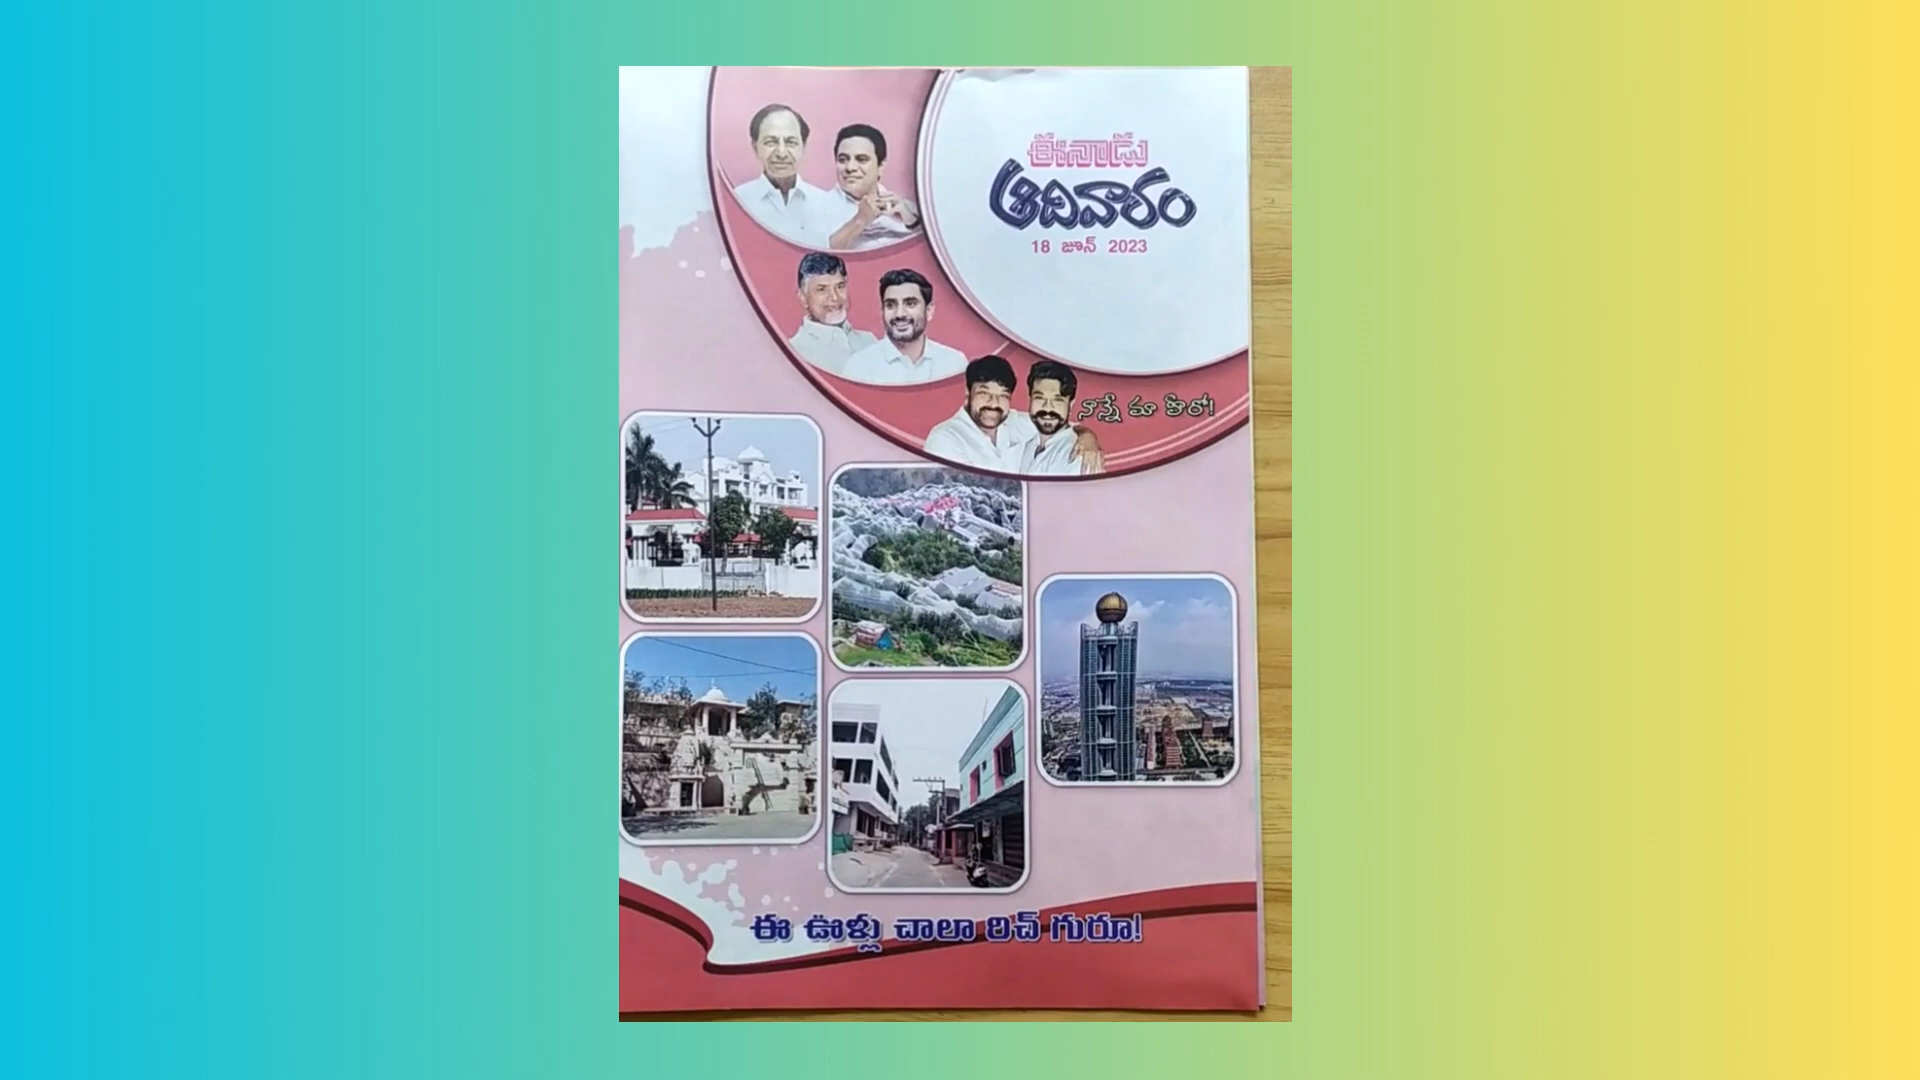 ఈనాడు
ఆదివారం
18 జూన్ 2023
నాన్నే మా హీరో!
ఈ ఊళ్లు చాలా రిచ్ గురూ!